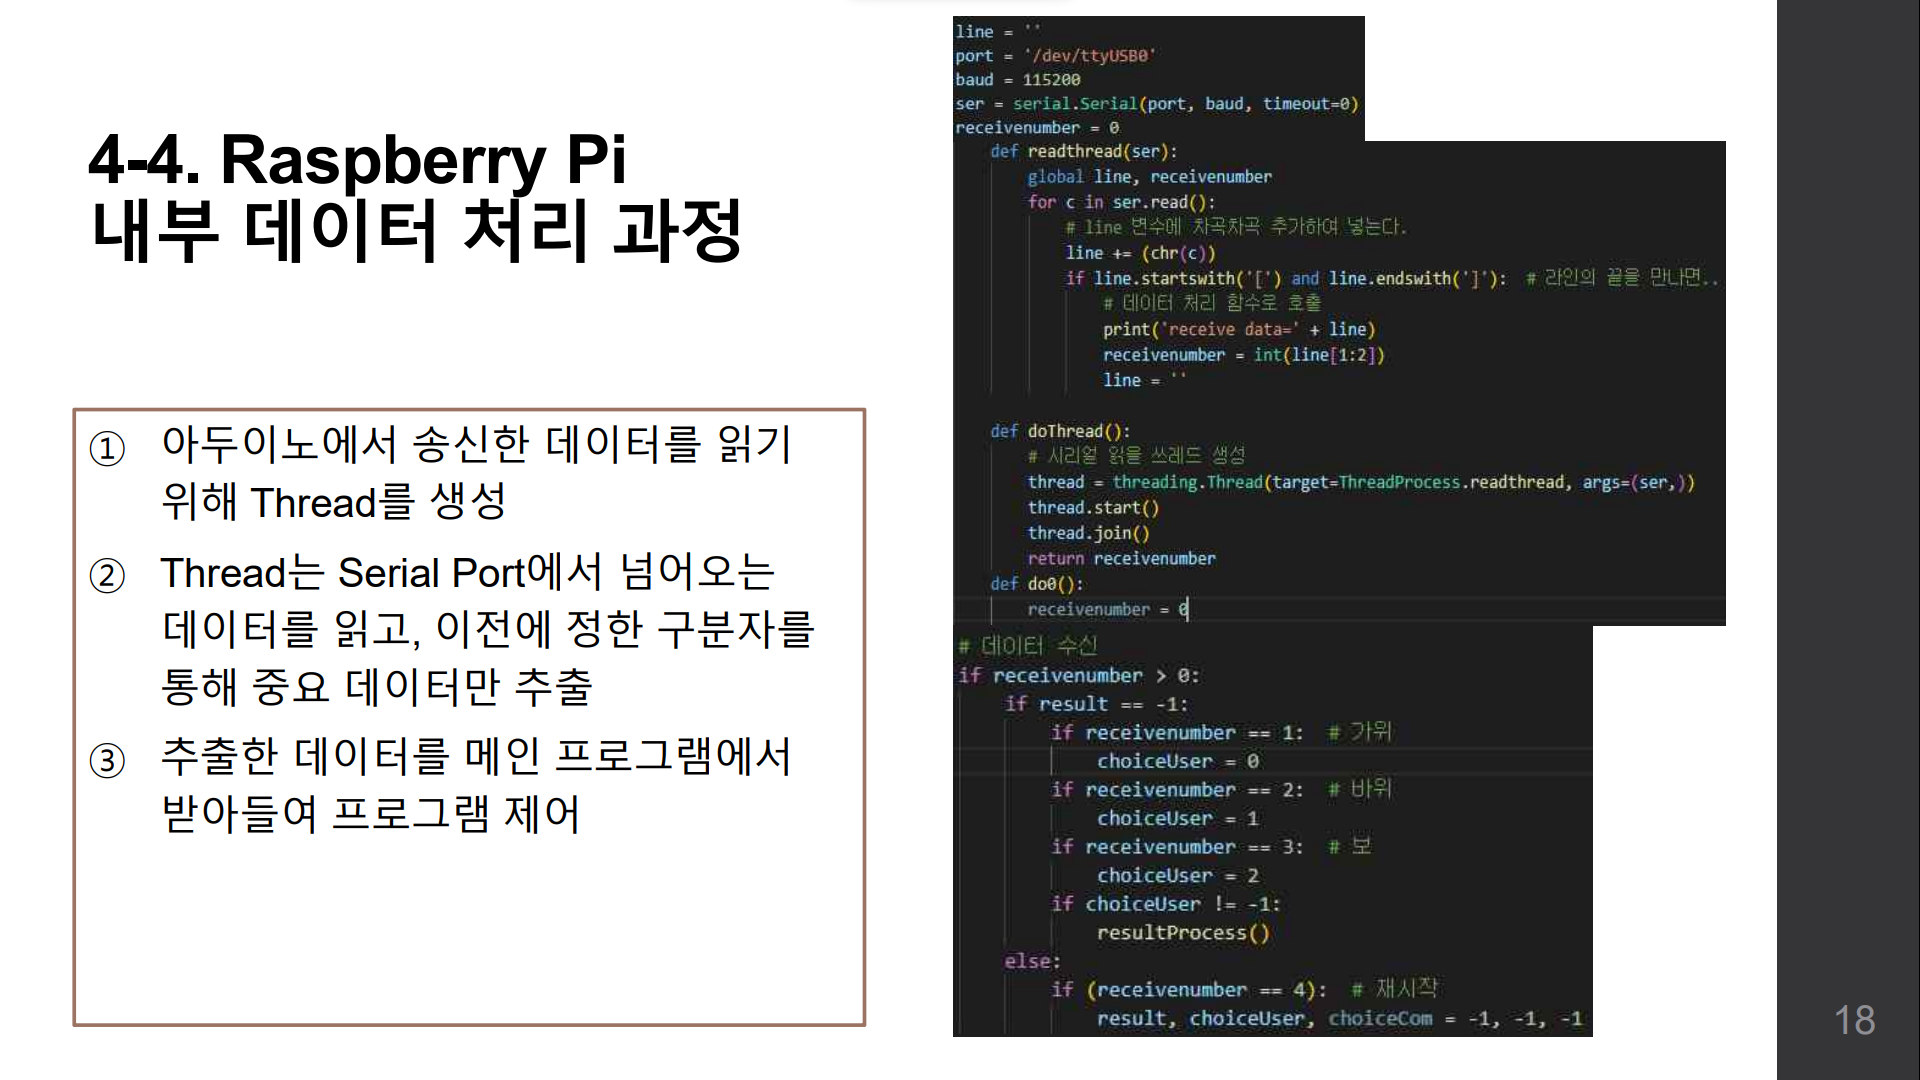 4-4. Raspberry Pi
내부 데이터 처리 과정
① 아두이노에서 송신한 데이터를 읽기
위해 Thread를 생성
② Thread는 Serial Port에서 넘어오는
데이터를 읽고, 이전에 정한 구분자를
통해 중요 데이터만 추출
③ 추출한 데이터를 메인 프로그램에서
받아들여 프로그램 제어
line = ''
port = '/dev/ttyUSB0'
baud = 115200
ser = serial.Serial(port, baud, timeout=0)
receivenumber = 0
def readthread(ser):
global line, receivenumber
for c in ser.read():
# line 변수에 차곡차곡 추가하여 넣는다.
line += (chr(c))
if line.startswith('[') and line.endswith(']'): # 라인의 끝을 만나면..
# 데이터 처리 함수로 호출
print('receive data=' + line)
receivenumber = int(line[1:2])
line = ''
def doThread():
# 시리얼 읽을 쓰레드 생성
thread = threading.Thread(target=ThreadProcess.readthread, args=(ser,))
thread.start()
thread.join()
return receivenumber
def do0():
receivenumber = 0
# 데이터 수신
if receivenumber > 0:
if result == -1:
if receivenumber == 1: # 가위
choiceUser = 0
if receivenumber == 2: # 바위
choiceUser = 1
if receivenumber == 3: # 보
choiceUser = 2
if choiceUser != -1:
resultProcess()
else:
if (receivenumber == 4): # 재시작
result, choiceUser, choiceCom = -1, -1, -1
18